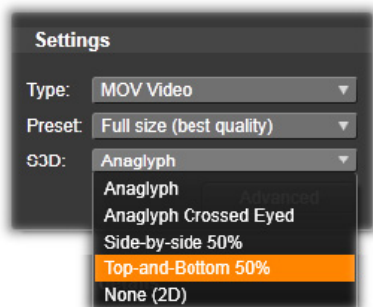 Settings
Type: MOV Video
Preset: Full size (best quality)
S3D: Anaglyph
Anaglyph
Advanced
Anaglyph Crossed Eyed
Side-by-side 50%
Top-and-Bottom 50%
None (2D)